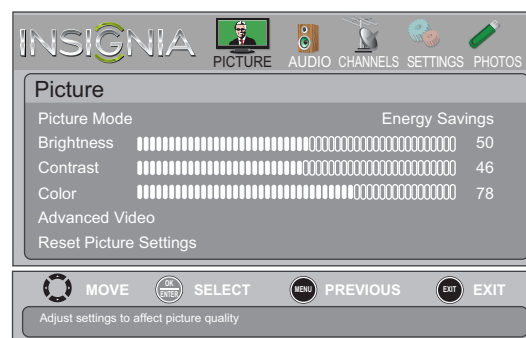 INSIGNIA
PICTURE AUDIO CHANNELS SETTINGS PHOTOS
Picture
Picture Mode Energy Savings
Brightness 50
Contrast 46
Color 78
Advanced Video
Reset Picture Settings
MOVE OK ENTER SELECT MENU PREVIOUS EXIT EXIT
Adjust settings to affect picture quality